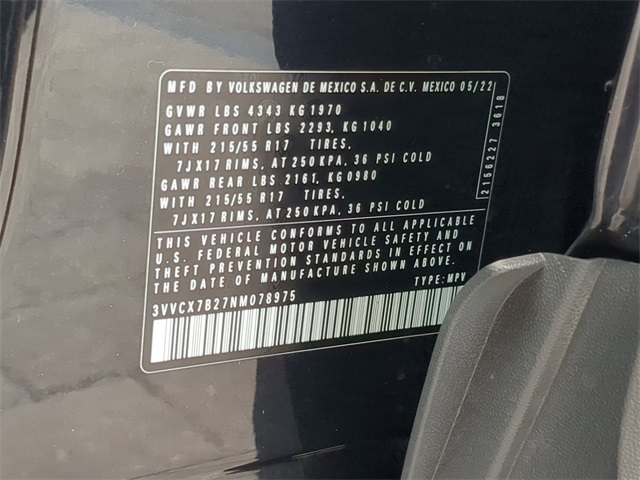 MFD BY VOLKSWAGEN DE MEXICO S.A. DE C.V. MEXICO 05/22
GVWR LBS 4343 KG 1970
GAWR FRONT LBS 2293, KG 1040
WITH 215/55 R17 TIRES.
7JX17 RIMS, AT 250 KPA, 36 PSI COLD
GAWR REAR LBS 2161, KG 0980
WITH 215/55 R17 TIRES.
7JX17 RIMS, AT 250 KPA, 36 PSI COLD
THIS VEHICLE CONFORMS TO ALL APPLICABLE
U.S. FEDERAL MOTOR VEHICLE SAFETY AND
THEFT PREVENTION STANDARDS IN EFFECT ON
THE DATE OF MANUFACTURE SHOWN ABOVE.
3VVCX7B27NM078975 TYPE: MPV
2156227 3618